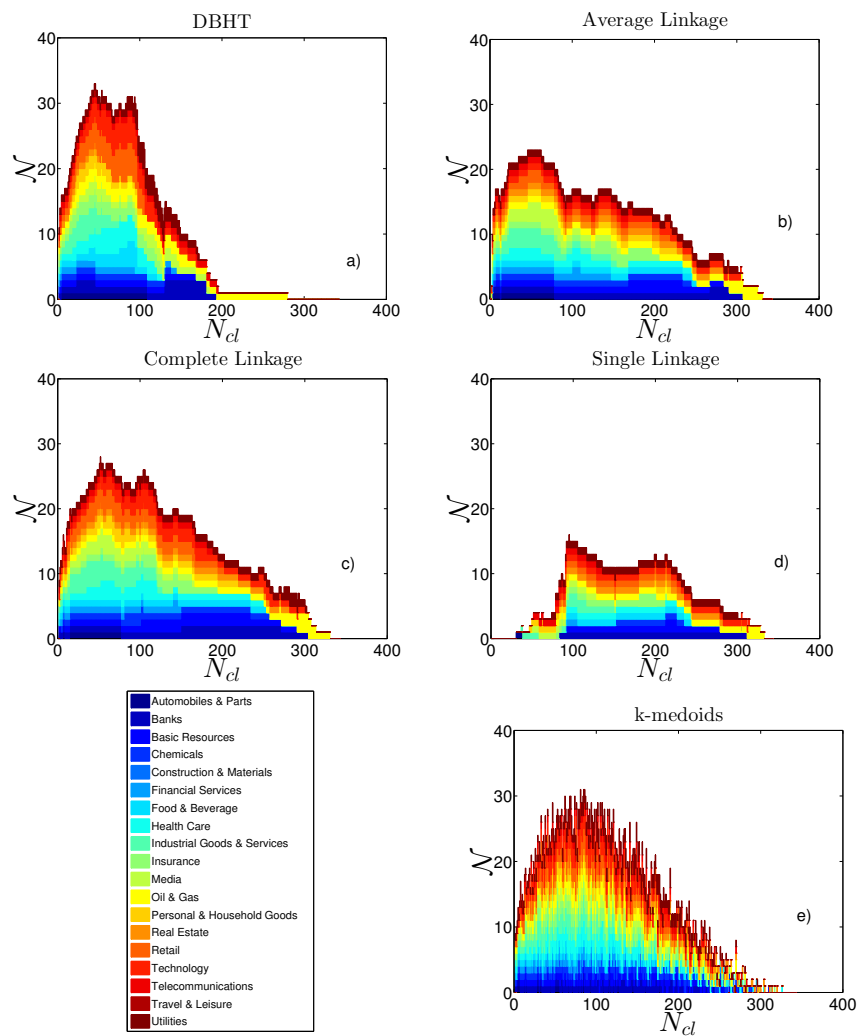 DBHT
Average Linkage
40
30
20
10
0
0
100
200
300
400
𝒩
N_cl
a)
40
30
20
10
0
0
100
200
300
400
𝒩
N_cl
b)
Complete Linkage
Single Linkage
40
30
20
10
0
0
100
200
300
400
𝒩
N_cl
c)
40
30
20
10
0
0
100
200
300
400
𝒩
N_cl
d)
Automobiles & Parts
Banks
Basic Resources
Chemicals
Construction & Materials
Financial Services
Food & Beverage
Health Care
Industrial Goods & Services
Insurance
Media
Oil & Gas
Personal & Household Goods
Real Estate
Retail
Technology
Telecommunications
Travel & Leisure
Utilities
k-medoids
40
30
20
10
0
0
100
200
300
400
𝒩
N_cl
e)